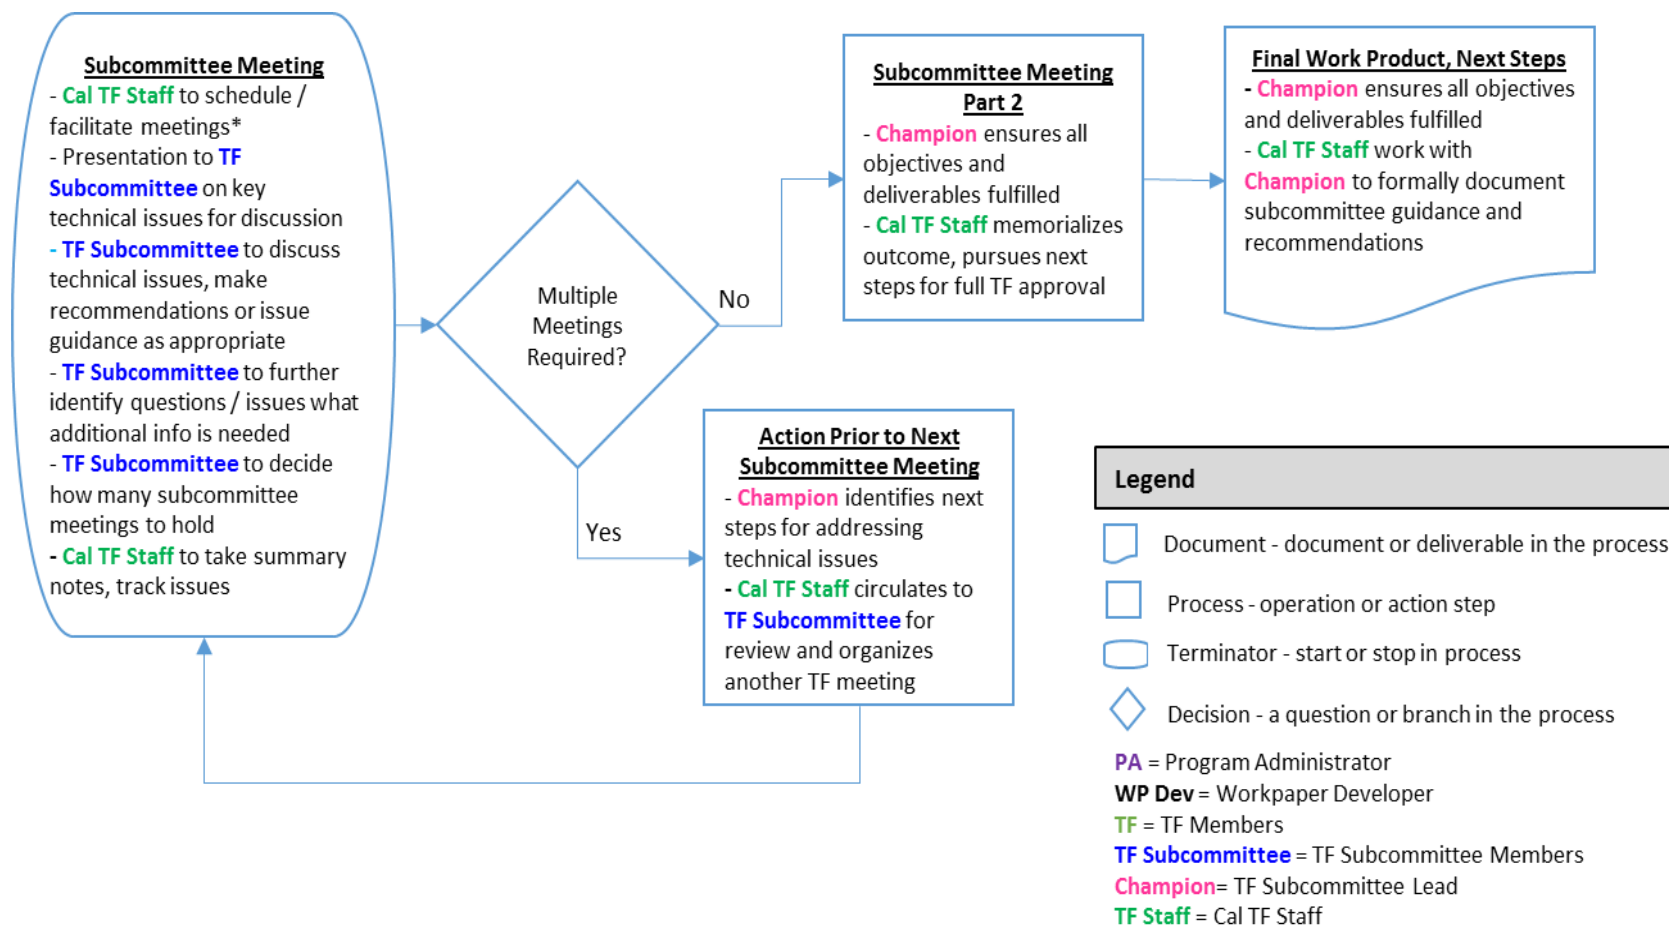 Subcommittee Meeting
- Cal TF Staff to schedule /
facilitate meetings*
- Presentation to TF
Subcommittee on key
technical issues for discussion
- TF Subcommittee to discuss
technical issues, make
recommendations or issue
guidance as appropriate
- TF Subcommittee to further
identify questions / issues what
additional info is needed
- TF Subcommittee to decide
how many subcommittee
meetings to hold
- Cal TF Staff to take summary
notes, track issues
Multiple
Meetings
Required?
No
Yes
Subcommittee Meeting
Part 2
- Champion ensures all
objectives and
deliverables fulfilled
- Cal TF Staff memorializes
outcome, pursues next
steps for full TF approval
Final Work Product, Next Steps
- Champion ensures all objectives
and deliverables fulfilled
- Cal TF Staff work with
Champion to formally document
subcommittee guidance and
recommendations
Action Prior to Next
Subcommittee Meeting
- Champion identifies next
steps for addressing
technical issues
- Cal TF Staff circulates to
TF Subcommittee for
review and organizes
another TF meeting
Legend
Document - document or deliverable in the process
Process - operation or action step
Terminator - start or stop in process
Decision - a question or branch in the process
PA = Program Administrator
WP Dev = Workpaper Developer
TF = TF Members
TF Subcommittee = TF Subcommittee Members
Champion= TF Subcommittee Lead
TF Staff = Cal TF Staff